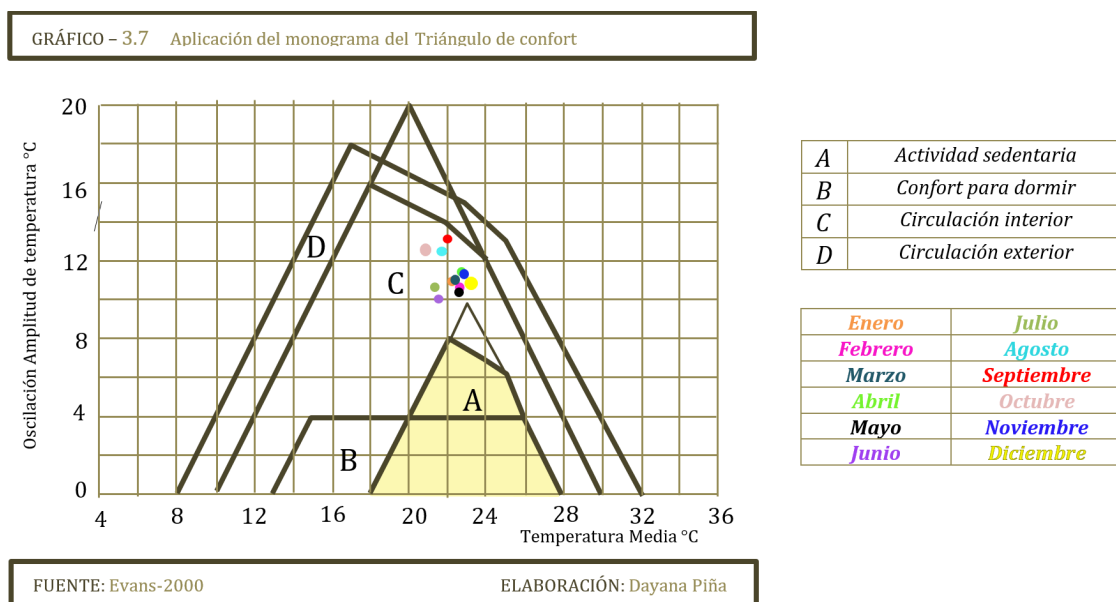 GRÁFICO – 3.7 Aplicación del monograma del Triángulo de confort
Oscilación Amplitud de temperatura °C
20
16
12
8
4
0
D
C
A
B
4 8 12 16 20 24 28 32 36
Temperatura Media °C
A Actividad sedentaria
B Confort para dormir
C Circulación interior
D Circulación exterior
Enero Julio
Febrero Agosto
Marzo Septiembre
Abril Octubre
Mayo Noviembre
Junio Diciembre
FUENTE: Evans-2000 ELABORACIÓN: Dayana Piña